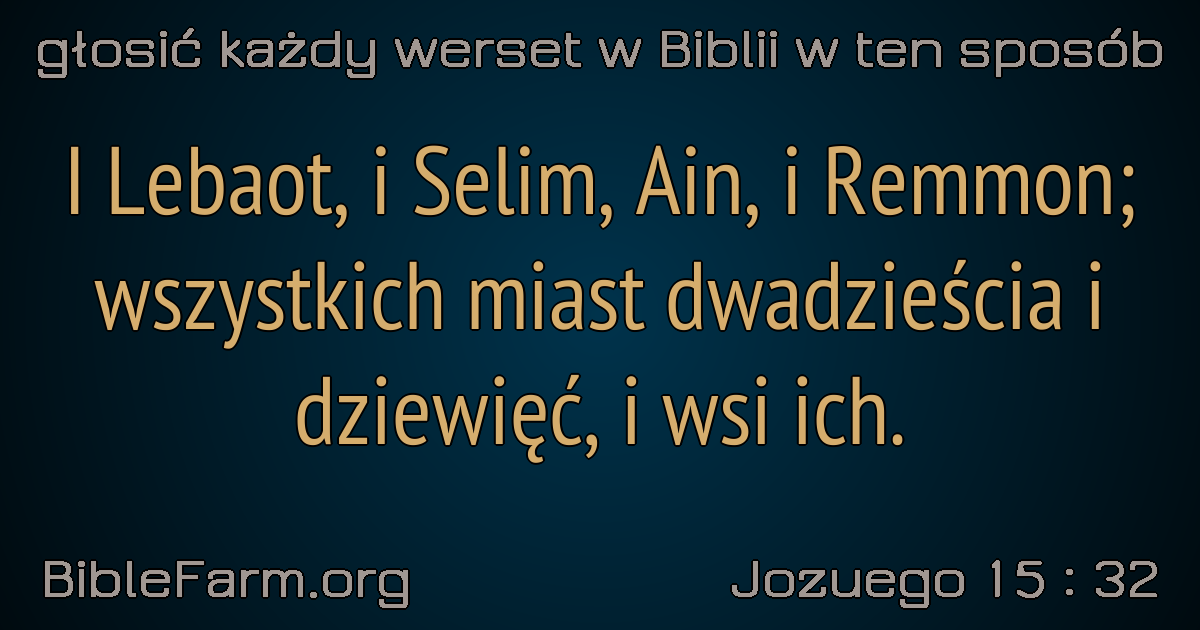 głosić każdy werset w Biblii w ten sposób
I Lebaot, i Selim, Ain, i Remmon;
wszystkich miast dwadzieścia i
dziewięć, i wsi ich.
BibleFarm.org
Jozuego 15 : 32